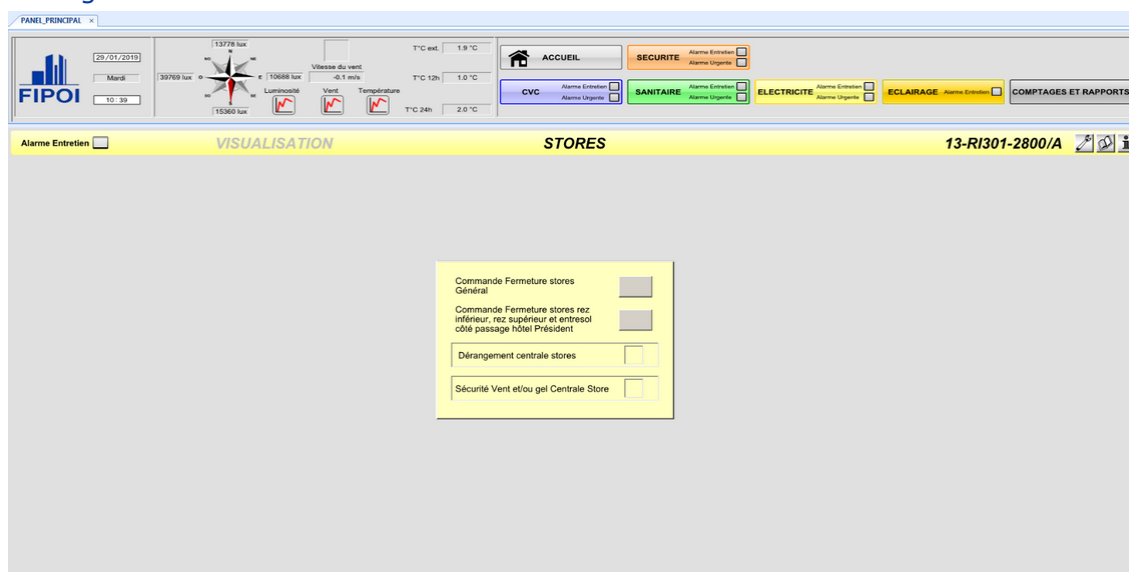 PANEL_PRINCIPAL ×
FIPOI
29/01/2019
Mardi
10:39
13778 lux
N
39769 lux
O
E
10688 lux
15360 lux
Vitesse du vent
-0.1 m/s
Luminosité
Vent
Température
T°C ext.
1.9 °C
T°C 12h
1.0 °C
T°C 24h
2.0 °C
ACCUEIL
SECURITE
Alarme Entretien
Alarme Urgente
CVC
Alarme Entretien
Alarme Urgente
SANITAIRE
Alarme Entretien
Alarme Urgente
ELECTRICITE
Alarme Entretien
Alarme Urgente
ECLAIRAGE
Alarme Entretien
COMPTAGES ET RAPPORTS
Alarme Entretien
VISUALISATION
STORES
13-RI301-2800/A
Commande Fermeture stores
Général
Commande Fermeture stores rez
inférieur, rez supérieur et entresol
côté passage hôtel Président
Dérangement centrale stores
Sécurité Vent et/ou gel Centrale Store